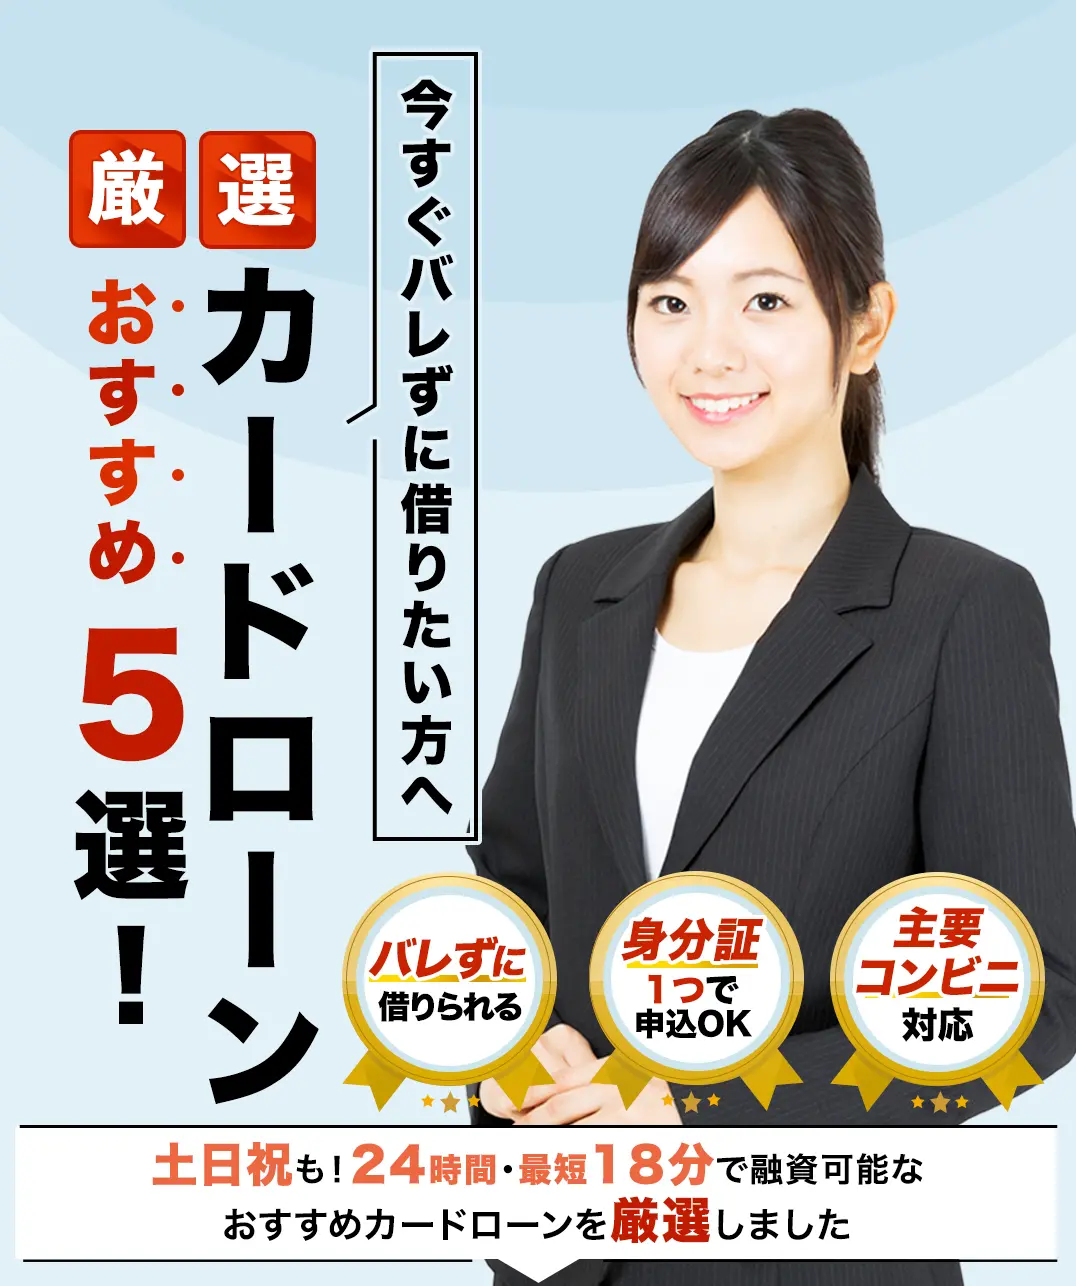 今すぐバレずに借りたい方へ
厳選
カードローン
おすすめ5選！
バレずに
借りられる
身分証
1つで
申込OK
主要
コンビニ
対応
土日祝も！24時間・最短18分で融資可能な
おすすめカードローンを厳選しました